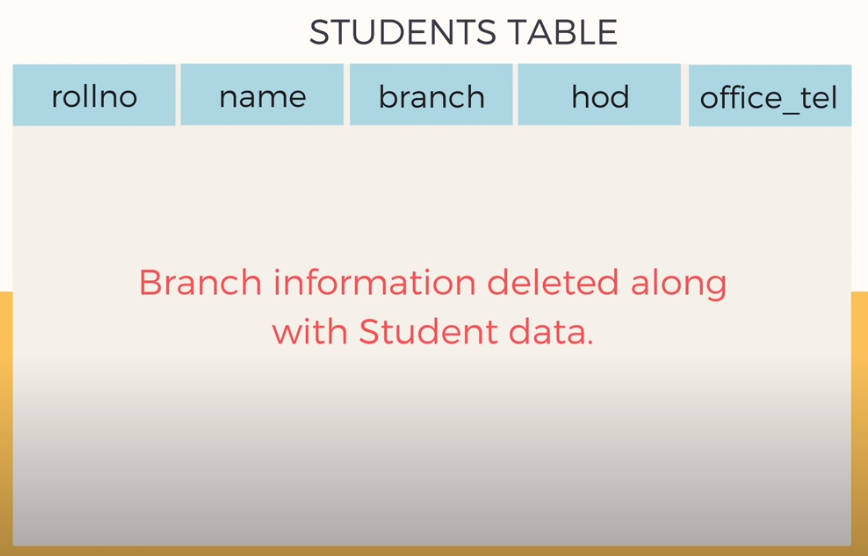 STUDENTS TABLE
rollno name branch hod office_tel
Branch information deleted along
with Student data.